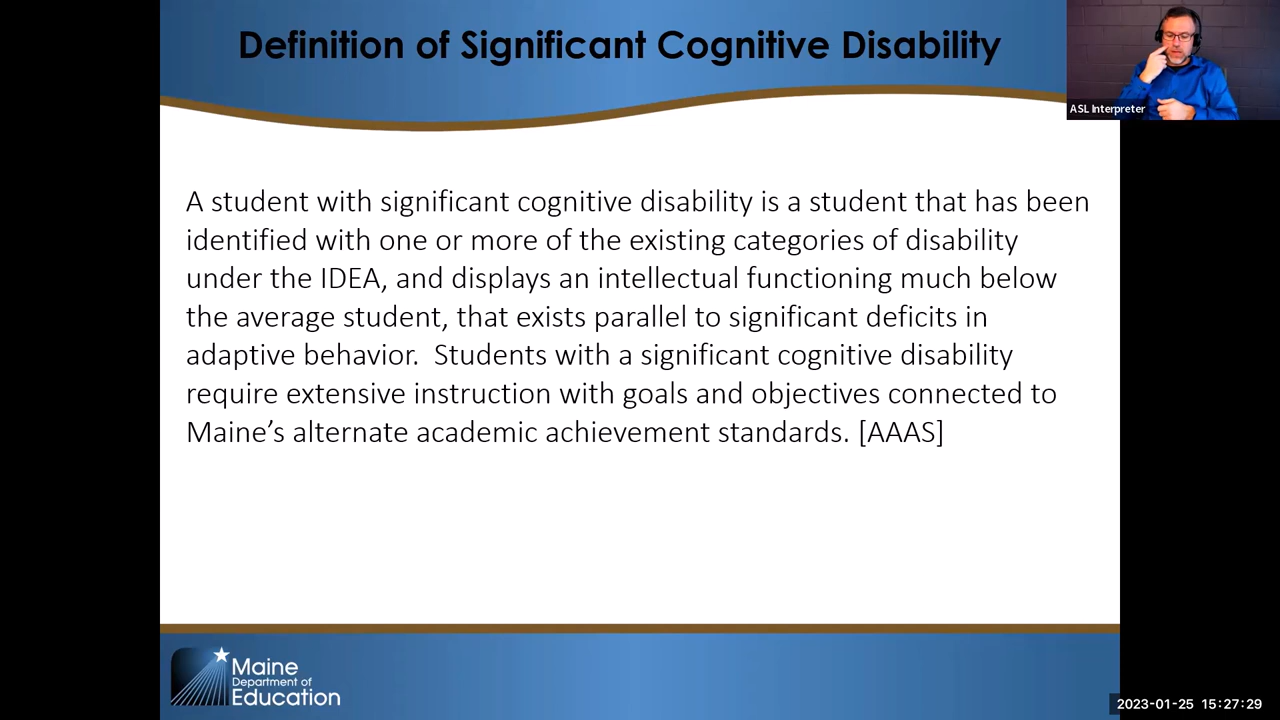 Definition of Significant Cognitive Disability
ASL Interpreter
A student with significant cognitive disability is a student that has been
identified with one or more of the existing categories of disability
under the IDEA, and displays an intellectual functioning much below
the average student, that exists parallel to significant deficits in
adaptive behavior.  Students with a significant cognitive disability
require extensive instruction with goals and objectives connected to
Maine’s alternate academic achievement standards. [AAAS]
Maine
Department of
Education
2023-01-25 15:27:29